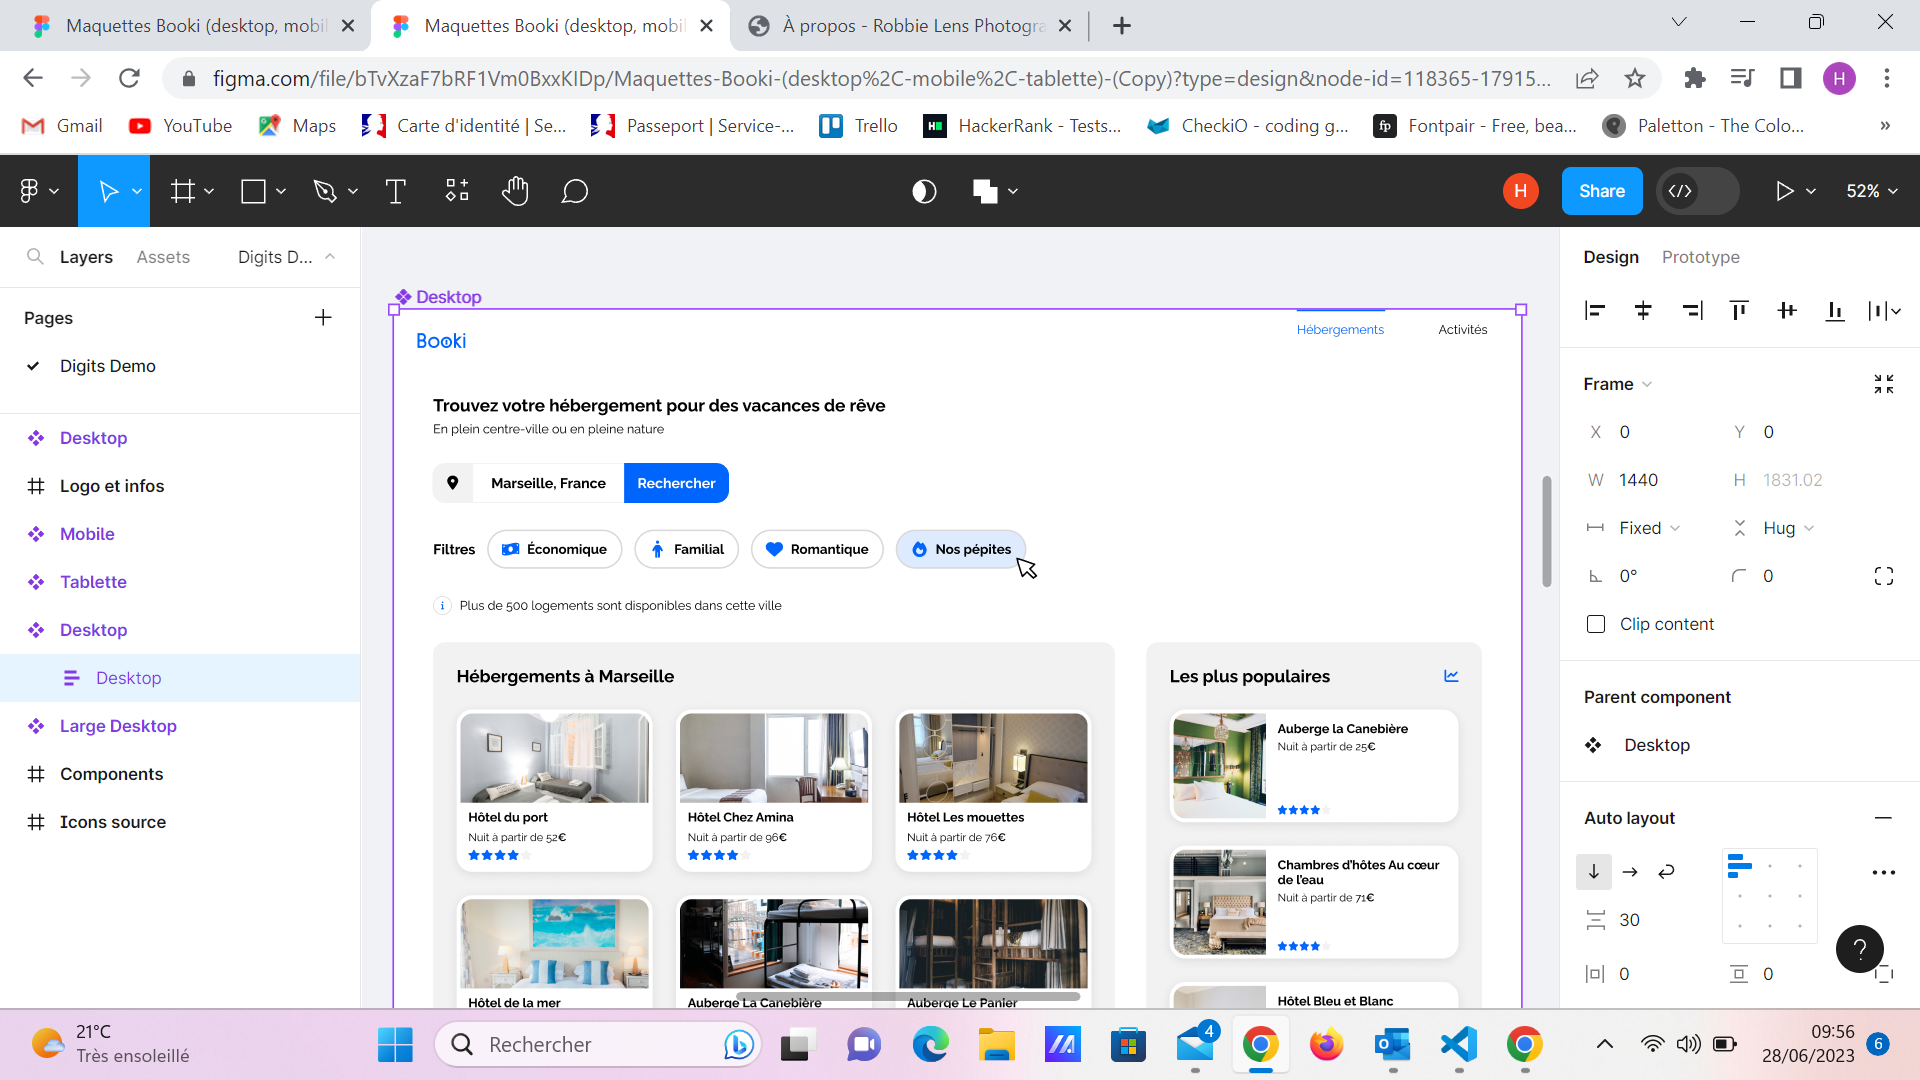 Maquettes Booki (desktop, mobil
Maquettes Booki (desktop, mobil
À propos - Robbie Lens Photogra
figma.com/file/bTvXzaF7bRF1Vm0BxxKIDp/Maquettes-Booki-(desktop%2C-mobile%2C-tablette)-(Copy)?type=design&node-id=118365-17915...
H
Gmail
YouTube
Maps
Carte d'identité | Se...
Passeport | Service-...
Trello
HackerRank - Tests...
CheckiO - coding g...
fp
Fontpair - Free, bea...
Paletton - The Colo...
»
H
Share
52%
Layers
Assets
Digits D...
Pages
Digits Demo
Desktop
Logo et infos
Mobile
Tablette
Desktop
Desktop
Large Desktop
Components
Icons source
Desktop
Booki
Hébergements
Activités
Trouvez votre hébergement pour des vacances de rêve
En plein centre-ville ou en pleine nature
Marseille, France
Rechercher
Filtres
Économique
Familial
Romantique
Nos pépites
i
Plus de 500 logements sont disponibles dans cette ville
Hébergements à Marseille
Hôtel du port
Nuit à partir de 52€
Hôtel Chez Amina
Nuit à partir de 96€
Hôtel Les mouettes
Nuit à partir de 76€
Hôtel de la mer
Auberge La Canebière
Auberge Le Panier
Les plus populaires
Auberge la Canebière
Nuit à partir de 25€
Chambres d'hôtes Au cœur
de l'eau
Nuit à partir de 71€
Hôtel Bleu et Blanc
Design
Prototype
Frame
X 0
Y 0
W 1440
H 1831.02
Fixed
Hug
0°
0
Clip content
Parent component
Desktop
Auto layout
30
0
0
?
21°C
Très ensoleillé
Rechercher
4
09:56
28/06/2023
6